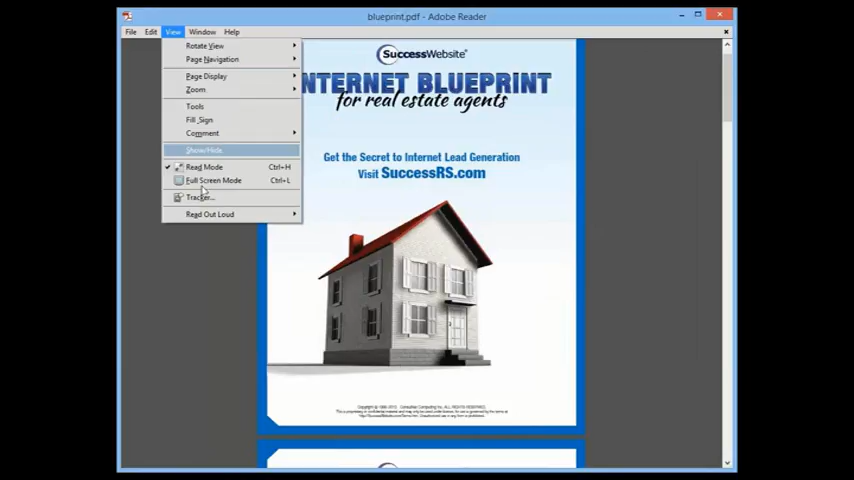 blueprint.pdf - Adobe Reader
File Edit View Window Help
Rotate View
Page Navigation
Page Display
Zoom
Tools
Fill & Sign
Comment
Show/Hide
Read Mode Ctrl+H
Full Screen Mode Ctrl+L
Tracker...
Read Out Loud
SuccessWebsite®
INTERNET BLUEPRINT
for real estate agents
Get the Secret to Internet Lead Generation
Visit SuccessRS.com